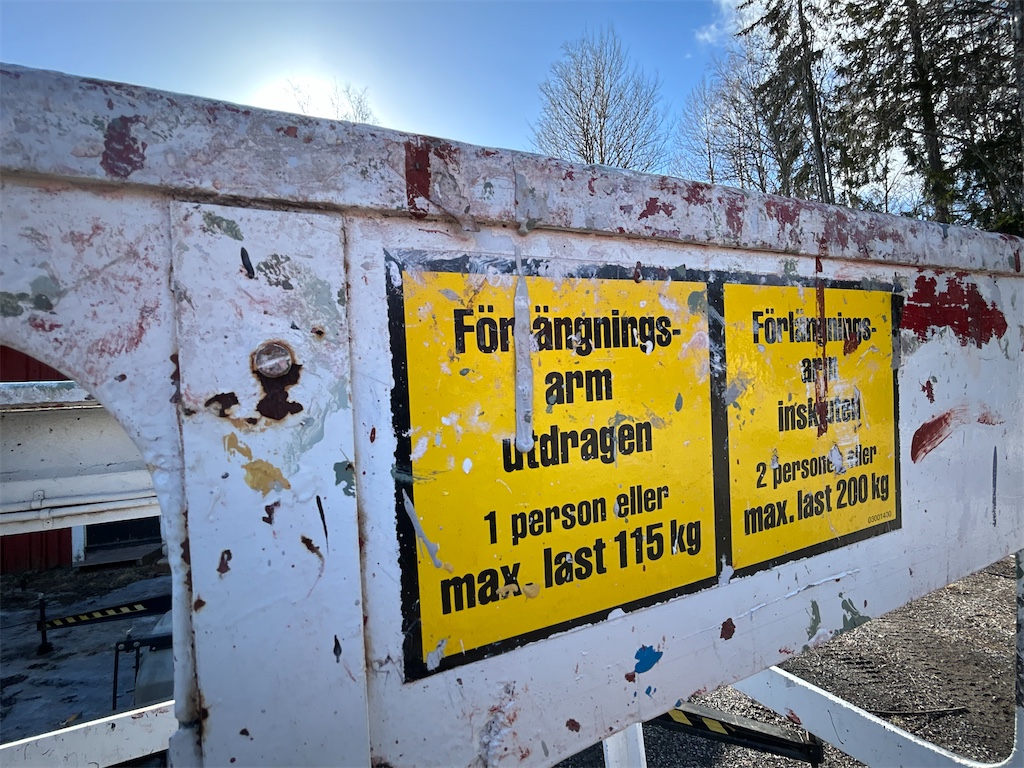 Förlängnings-
arm
utdragen
1 person eller
max. last 115 kg
Förlängnings-
arm
inskjuten
2 personer eller
max. last 200 kg
03001430